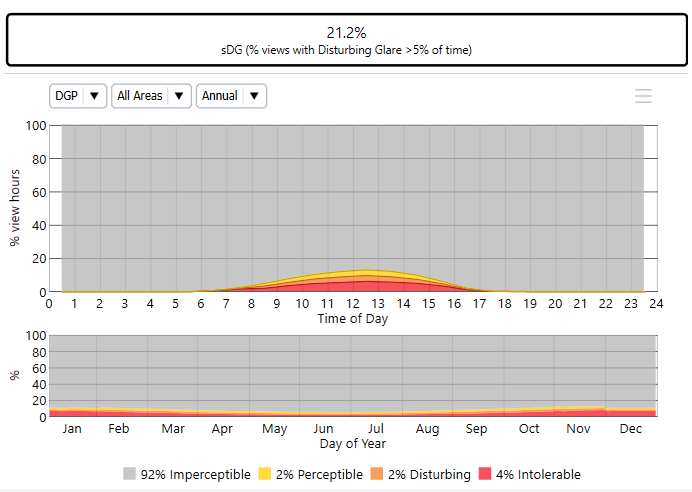 21.2%
sDG (% views with Disturbing Glare >5% of time)
DGP ▼ All Areas ▼ Annual ▼
% view hours
100
80
60
40
20
0
0 1 2 3 4 5 6 7 8 9 10 11 12 13 14 15 16 17 18 19 20 21 22 23 24
Time of Day
%
100
80
60
40
20
0
Jan Feb Mar Apr May Jun Jul Aug Sep Oct Nov Dec
Day of Year
92% Imperceptible 2% Perceptible 2% Disturbing 4% Intolerable